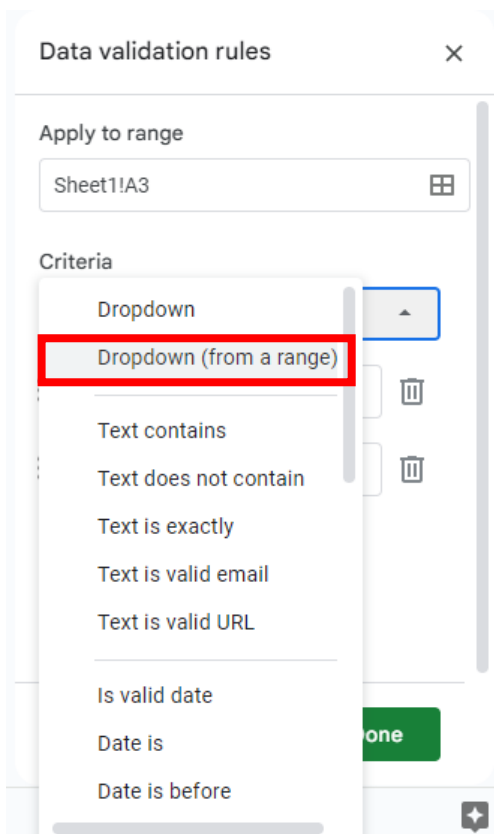 Data validation rules
Apply to range
Sheet1!A3
Criteria
Dropdown
Dropdown (from a range)
Text contains
Text does not contain
Text is exactly
Text is valid email
Text is valid URL
Is valid date
Date is
one
Date is before